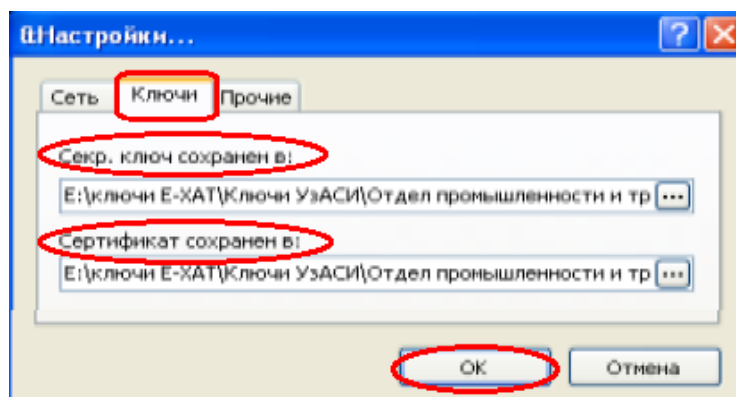 &Настройки...
Сеть Ключи Прочие
Секр. ключ сохранен в:
E:\ключи E-XAT\Ключи УзАСИ\Отдел промышленности и тр ...
Сертификат сохранен в:
E:\ключи E-XAT\Ключи УзАСИ\Отдел промышленности и тр ...
OK Отмена